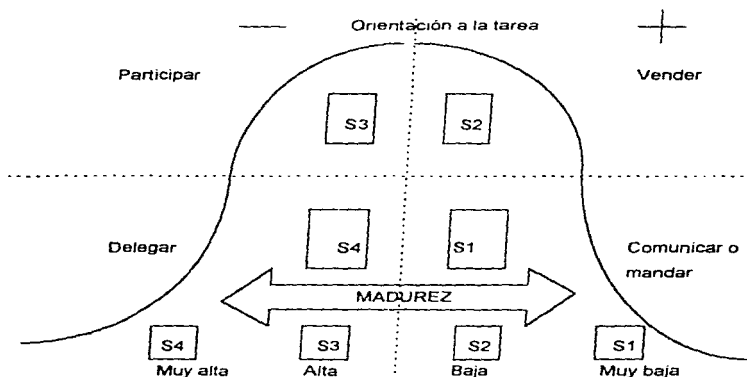 — Orientación a la tarea +
Participar
Vender
S3
S2
Delegar
S4
S1
Comunicar o
mandar
MADUREZ
S4
S3
S2
S1
Muy alta
Alta
Baja
Muy baja